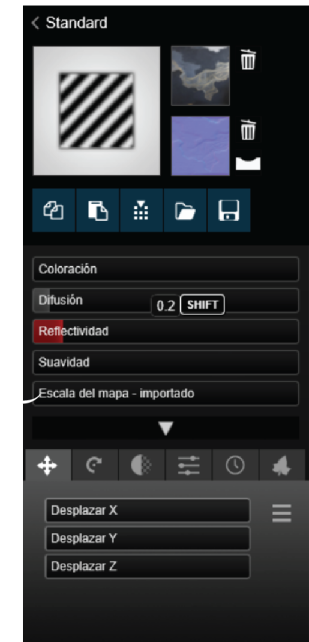 Standard
Coloración
Difusión
0.2 SHIFT
Reflectividad
Suavidad
Escala del mapa - importado
Desplazar X
Desplazar Y
Desplazar Z